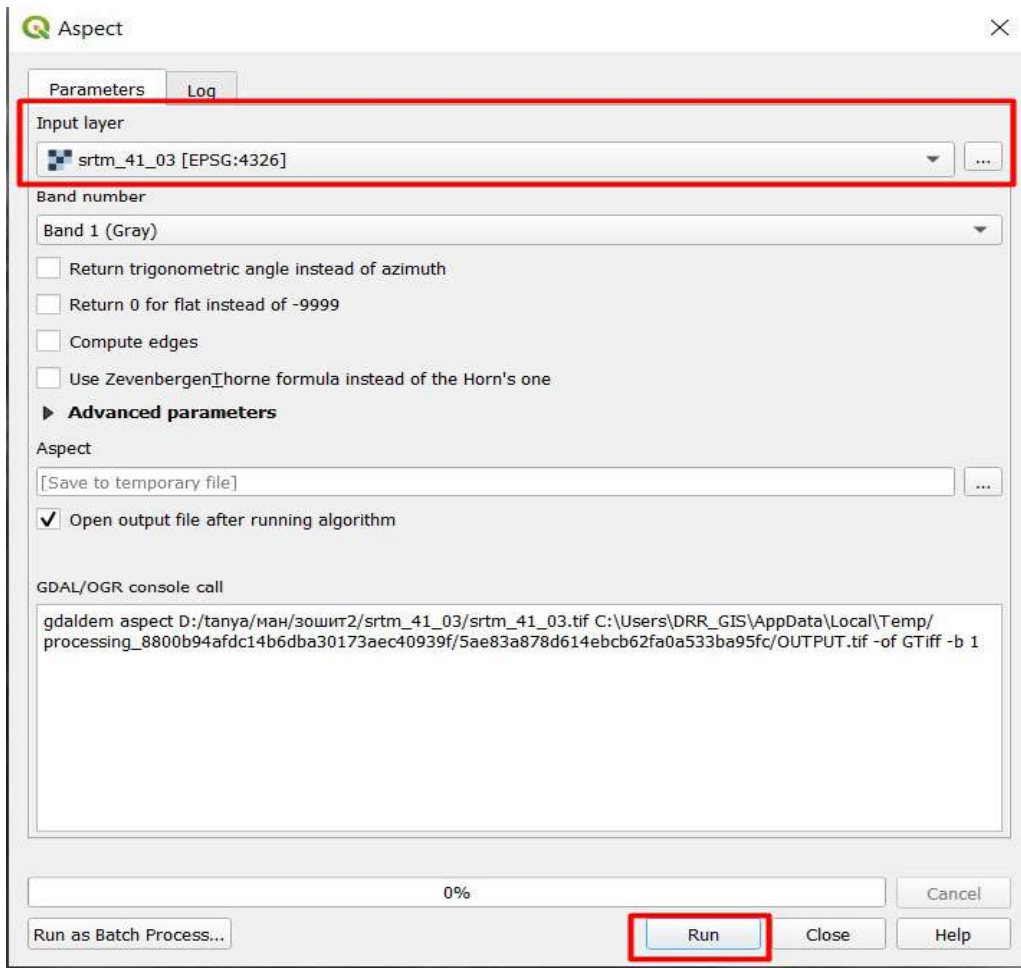 Aspect
Parameters Log
Input layer
srtm_41_03 [EPSG:4326]
...
Band number
Band 1 (Gray)
Return trigonometric angle instead of azimuth
Return 0 for flat instead of -9999
Compute edges
Use ZevenbergenThorne formula instead of the Horn's one
Advanced parameters
Aspect
[Save to temporary file]
...
Open output file after running algorithm
GDAL/OGR console call
gdaldem aspect D:/tanya/ман/зошит2/srtm_41_03/srtm_41_03.tif C:\Users\DRR_GIS\AppData\Local\Temp/
processing_8800b94afdc14b6dba30173aec40939f/5ae83a878d614ebcb62fa0a533ba95fc/OUTPUT.tif -of GTiff -b 1
0%
Cancel
Run as Batch Process...
Run
Close
Help